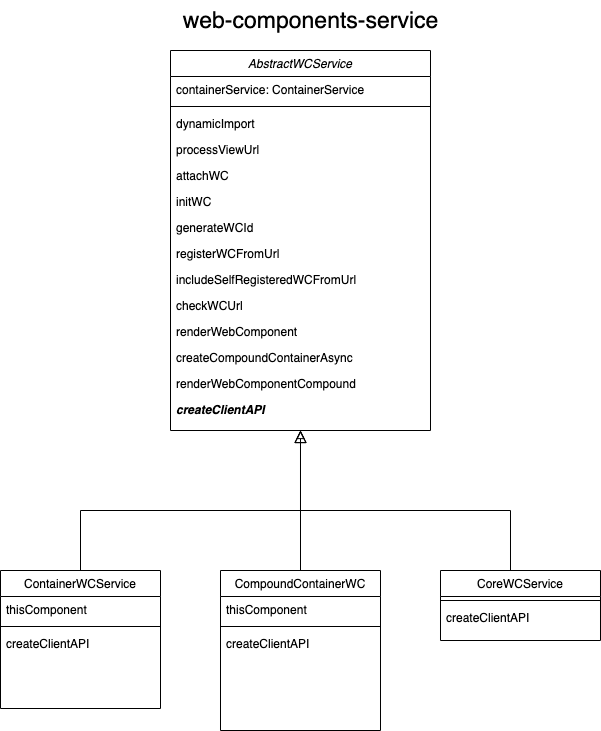 web-components-service
AbstractWCService
containerService: ContainerService
dynamicImport
processViewUrl
attachWC
initWC
generateWCId
registerWCFromUrl
includeSelfRegisteredWCFromUrl
checkWCUrl
renderWebComponent
createCompoundContainerAsync
renderWebComponentCompound
createClientAPI
ContainerWCService
thisComponent
createClientAPI
CompoundContainerWC
thisComponent
createClientAPI
CoreWCService
createClientAPI